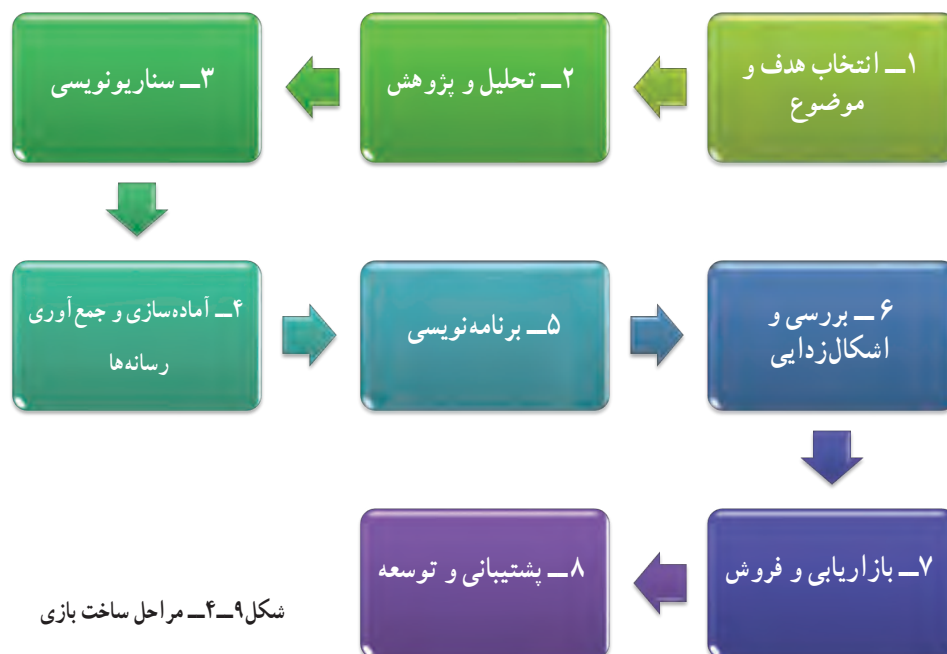 ۱ــ انتخاب هدف و
موضوع
۲ــ تحلیل و پژوهش
۳ــ سناریونویسی
۴ــ آماده‌سازی و جمع‌آوری
رسانه‌ها
۵ــ برنامه‌نویسی
۶ ــ بررسی و
اشکال‌زدایی
۷ــ بازاریابی و فروش
۸ــ پشتیبانی و توسعه
شکل۹ــ۴ــ مراحل ساخت بازی